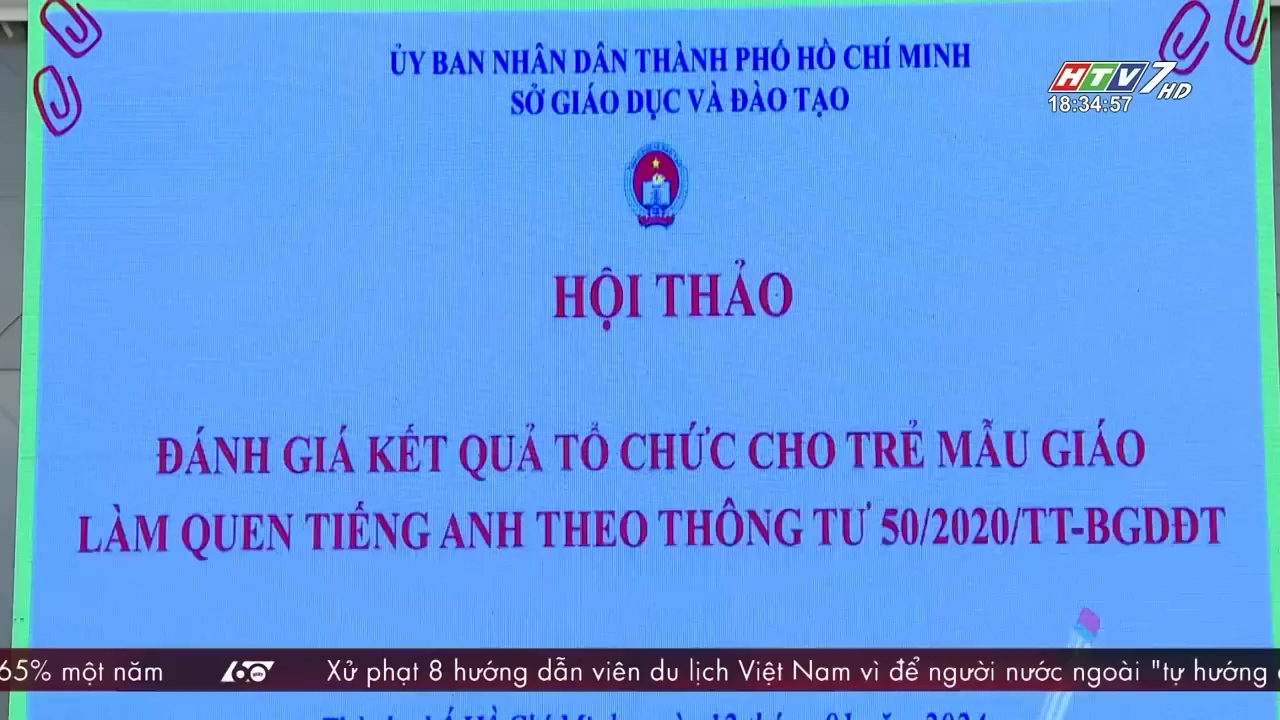 ỦY BAN NHÂN DÂN THÀNH PHỐ HỒ CHÍ MINH
SỞ GIÁO DỤC VÀ ĐÀO TẠO
HTV7 HD
18:34:57
HỘI THẢO
ĐÁNH GIÁ KẾT QUẢ TỔ CHỨC CHO TRẺ MẪU GIÁO
LÀM QUEN TIẾNG ANH THEO THÔNG TƯ 50/2020/TT-BGDĐT
65% một năm 60 giây Xử phạt 8 hướng dẫn viên du lịch Việt Nam vì để người nước ngoài "tự hướng